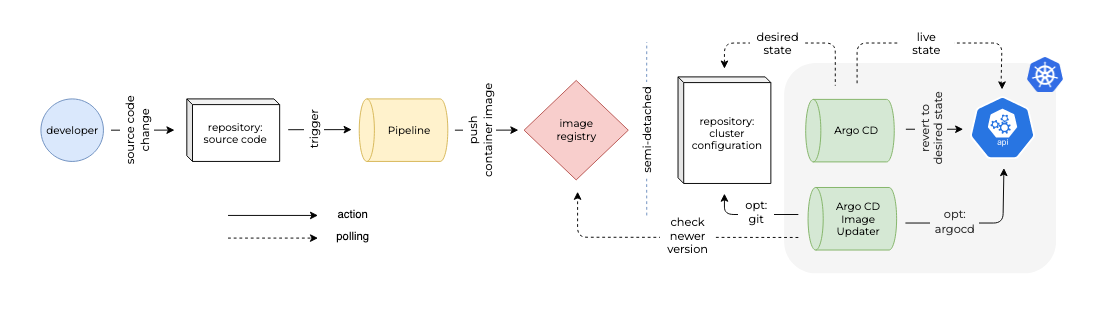 developer
source code
change
repository:
source code
trigger
Pipeline
push
container image
image
registry
semi-detached
desired
state
live
state
repository:
cluster
configuration
Argo CD
revert to
desired state
api
Argo CD
Image
Updater
opt:
git
opt:
argocd
check
newer
version
action
polling